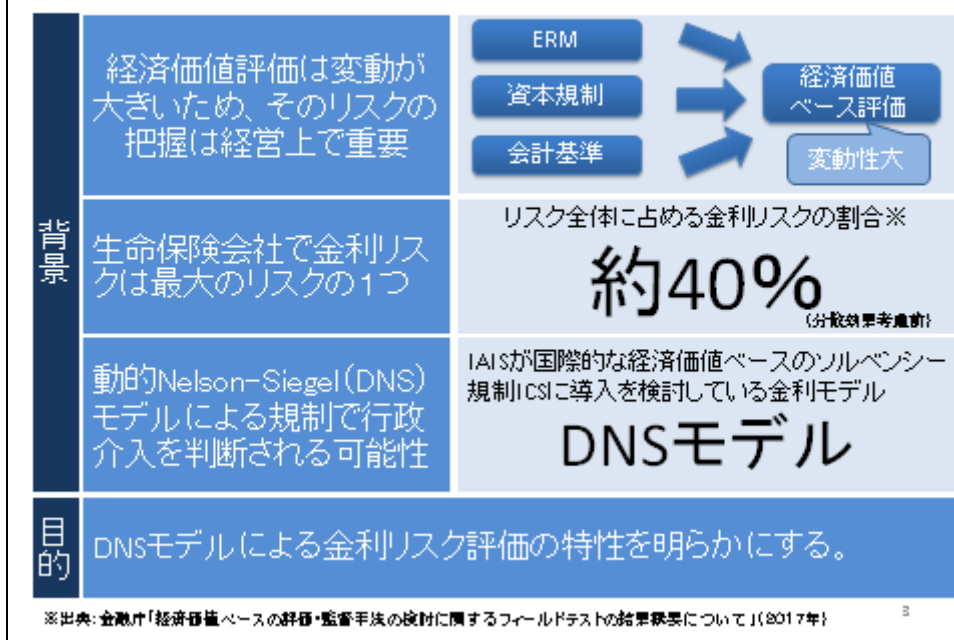 背景
経済価値評価は変動が
大きいため、そのリスクの
把握は経営上で重要
ERM
資本規制
会計基準
経済価値
ベース評価
変動性大
生命保険会社で金利リス
クは最大のリスクの1つ
リスク全体に占める金利リスクの割合※
約40%
(分散効果考慮前)
動的Nelson-Siegel(DNS)
モデルによる規制で行政
介入を判断される可能性
IAISが国際的な経済価値ベースのソルベンシー
規制ICSに導入を検討している金利モデル
DNSモデル
目的
DNSモデルによる金利リスク評価の特性を明らかにする。
※出典:金融庁「経済価値ベースの評価・監督手法の検討に関するフィールドテストの結果概要について」(2017年)
3